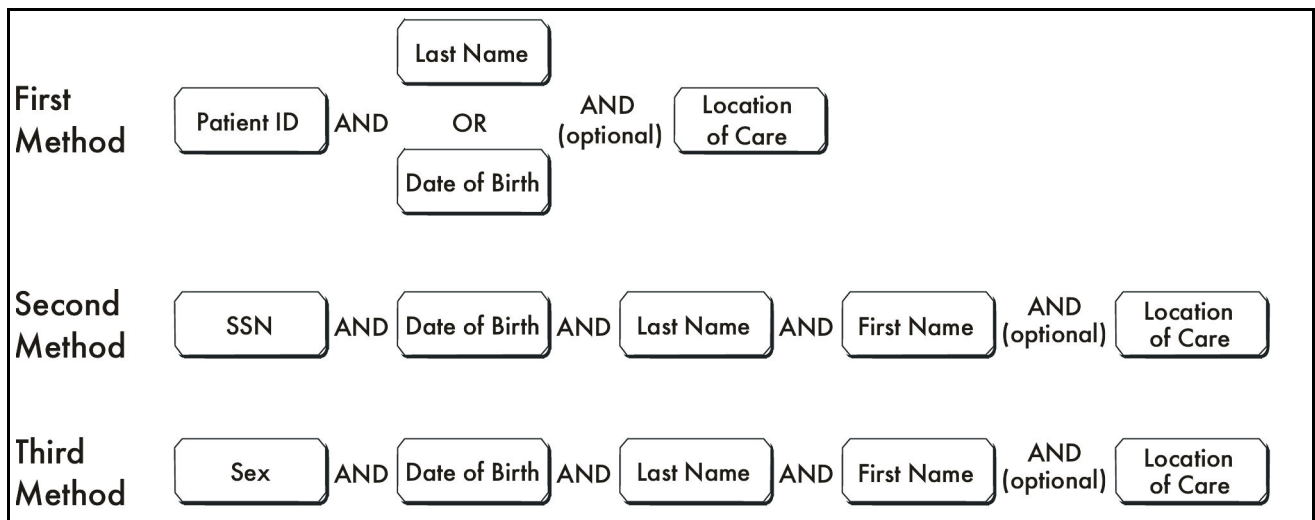 Last Name
First
Method
Patient ID AND OR AND
(optional) Location
of Care
Date of Birth
Second
Method
SSN AND Date of Birth AND Last Name AND First Name AND
(optional) Location
of Care
Third
Method
Sex AND Date of Birth AND Last Name AND First Name AND
(optional) Location
of Care